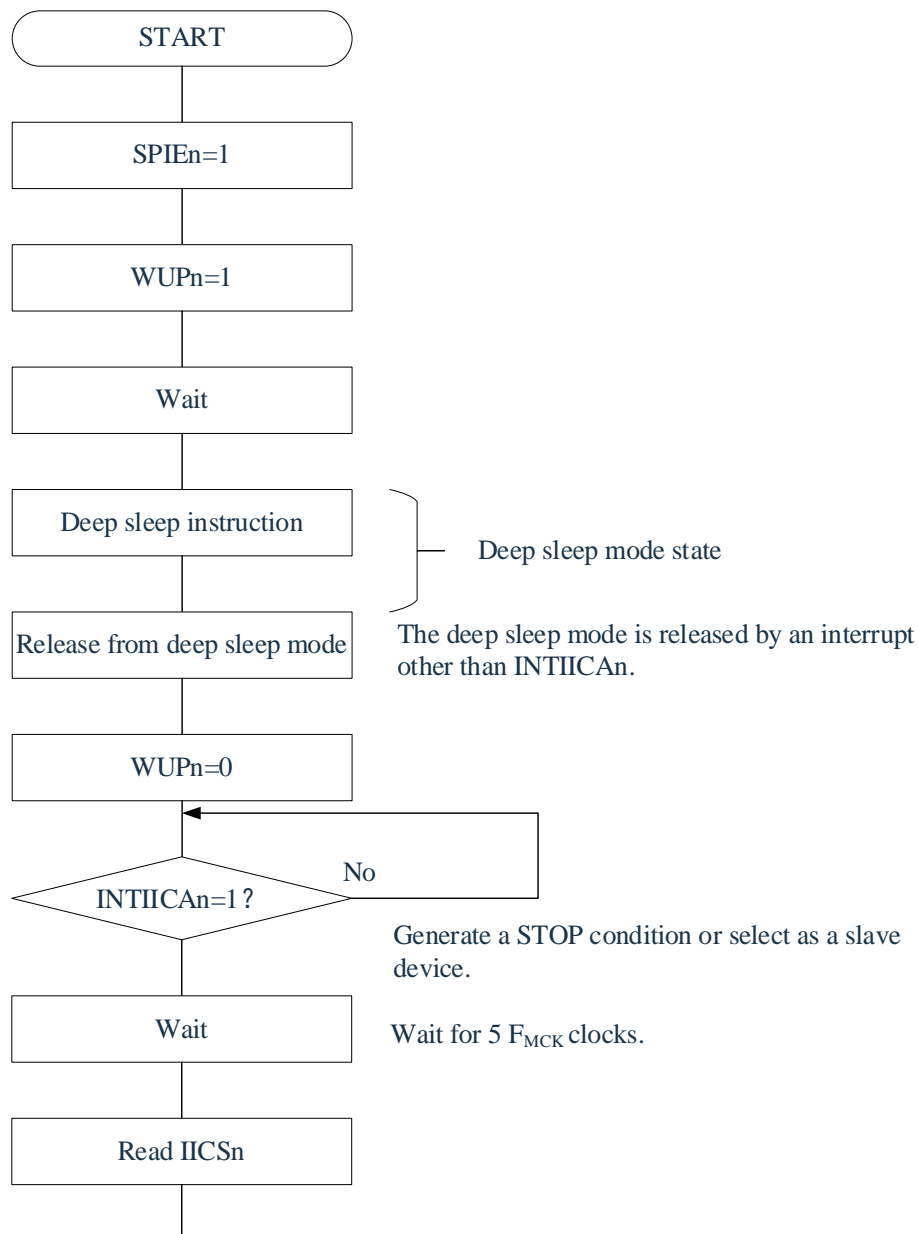 START
SPIEn=1
WUPn=1
Wait
Deep sleep instruction
Deep sleep mode state
Release from deep sleep mode
The deep sleep mode is released by an interrupt
other than INTIICAn.
WUPn=0
No
INTIICAn=1?
Generate a STOP condition or select as a slave
device.
Wait
Wait for 5 FMCK clocks.
Read IICSn